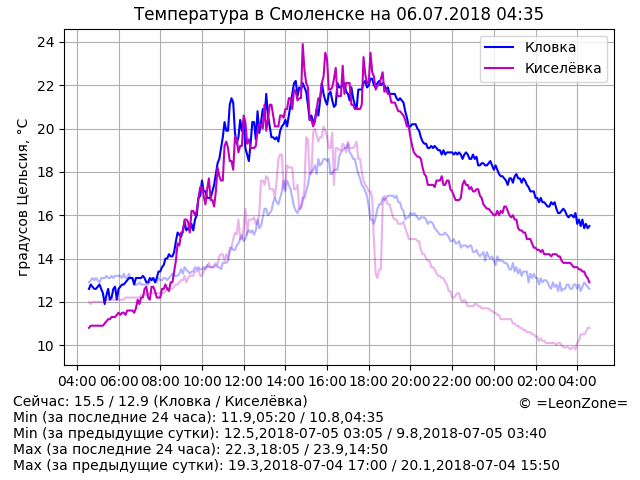 Температура в Смоленске на 06.07.2018 04:35
Кловка
Киселёвка
градусов Цельсия, °C
24
22
20
18
16
14
12
10
04:00 06:00 08:00 10:00 12:00 14:00 16:00 18:00 20:00 22:00 00:00 02:00 04:00
Сейчас: 15.5 / 12.9 (Кловка / Киселёвка)
© =LeonZone=
Min (за последние 24 часа): 11.9,05:20 / 10.8,04:35
Min (за предыдущие сутки): 12.5,2018-07-05 03:05 / 9.8,2018-07-05 03:40
Max (за последние 24 часа): 22.3,18:05 / 23.9,14:50
Max (за предыдущие сутки): 19.3,2018-07-04 17:00 / 20.1,2018-07-04 15:50